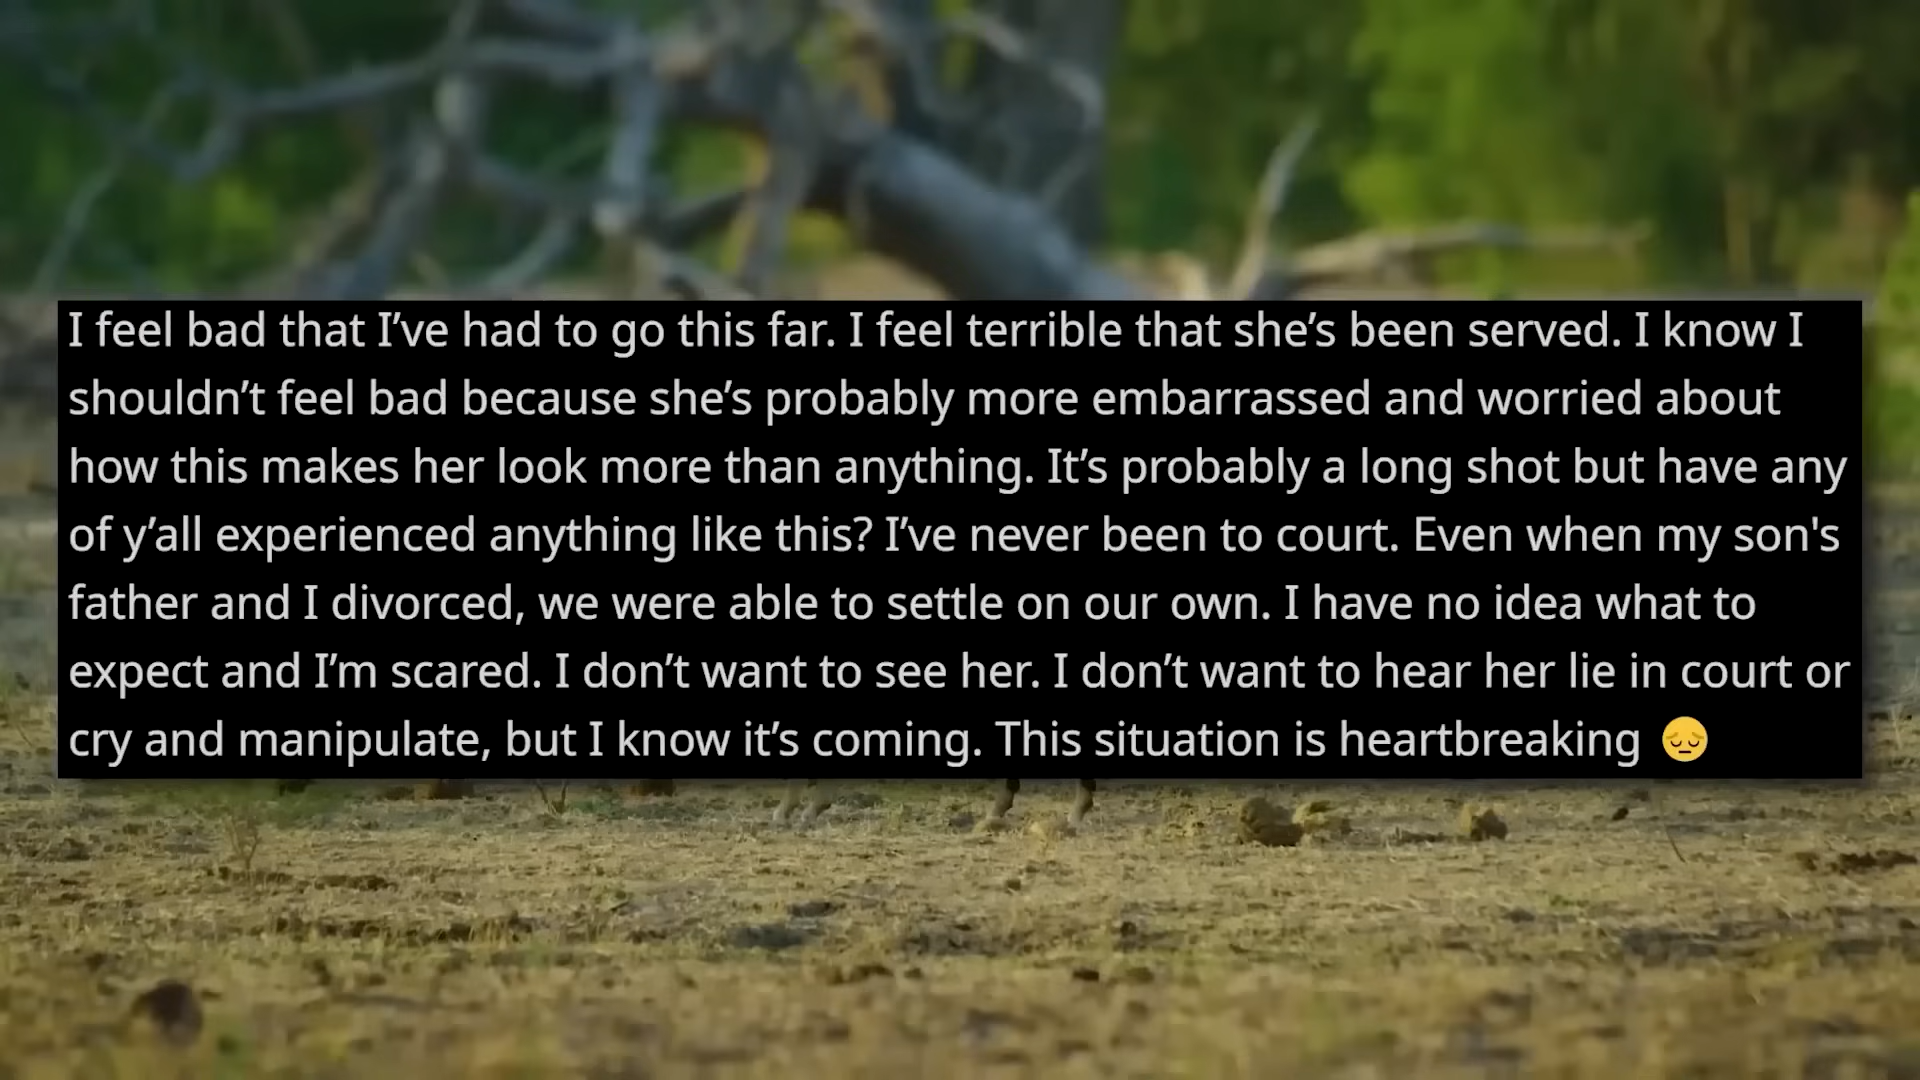 I feel bad that I’ve had to go this far. I feel terrible that she’s been served. I know I
shouldn’t feel bad because she’s probably more embarrassed and worried about
how this makes her look more than anything. It’s probably a long shot but have any
of y’all experienced anything like this? I’ve never been to court. Even when my son's
father and I divorced, we were able to settle on our own. I have no idea what to
expect and I’m scared. I don’t want to see her. I don’t want to hear her lie in court or
cry and manipulate, but I know it’s coming. This situation is heartbreaking 😔